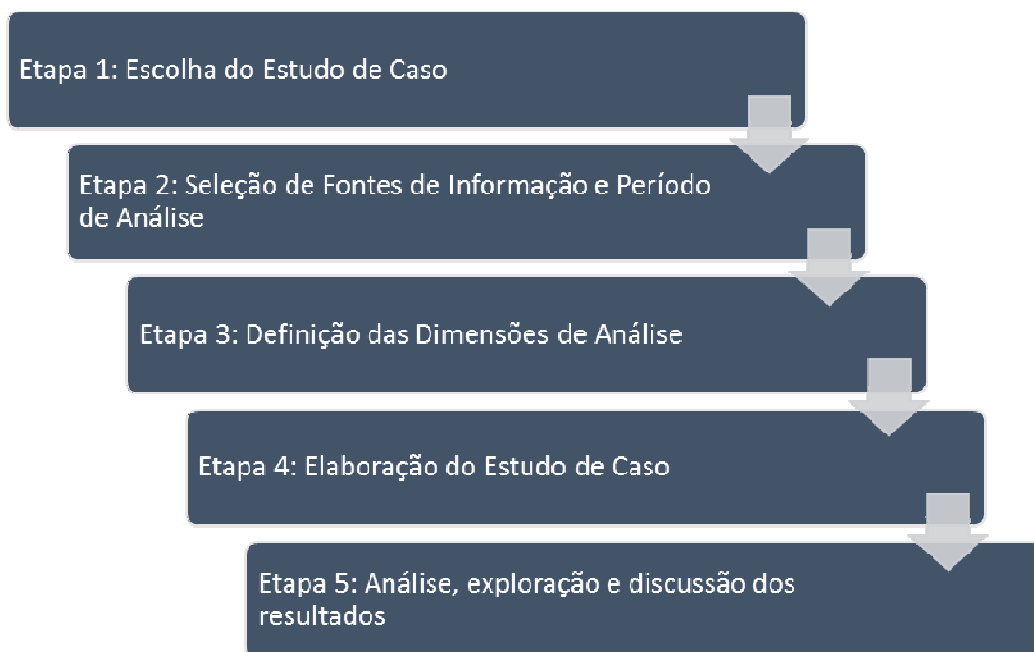 Etapa 1: Escolha do Estudo de Caso
Etapa 2: Seleção de Fontes de Informação e Período
de Análise
Etapa 3: Definição das Dimensões de Análise
Etapa 4: Elaboração do Estudo de Caso
Etapa 5: Análise, exploração e discussão dos
resultados